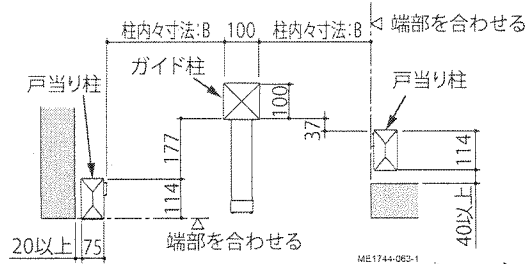 柱内々寸法:B 100 柱内々寸法:B
端部を合わせる
ガイド柱
戸当り柱
戸当り柱
100
37
177
114
114
40以上
20以上 75
端部を合わせる
ME1744-063-1